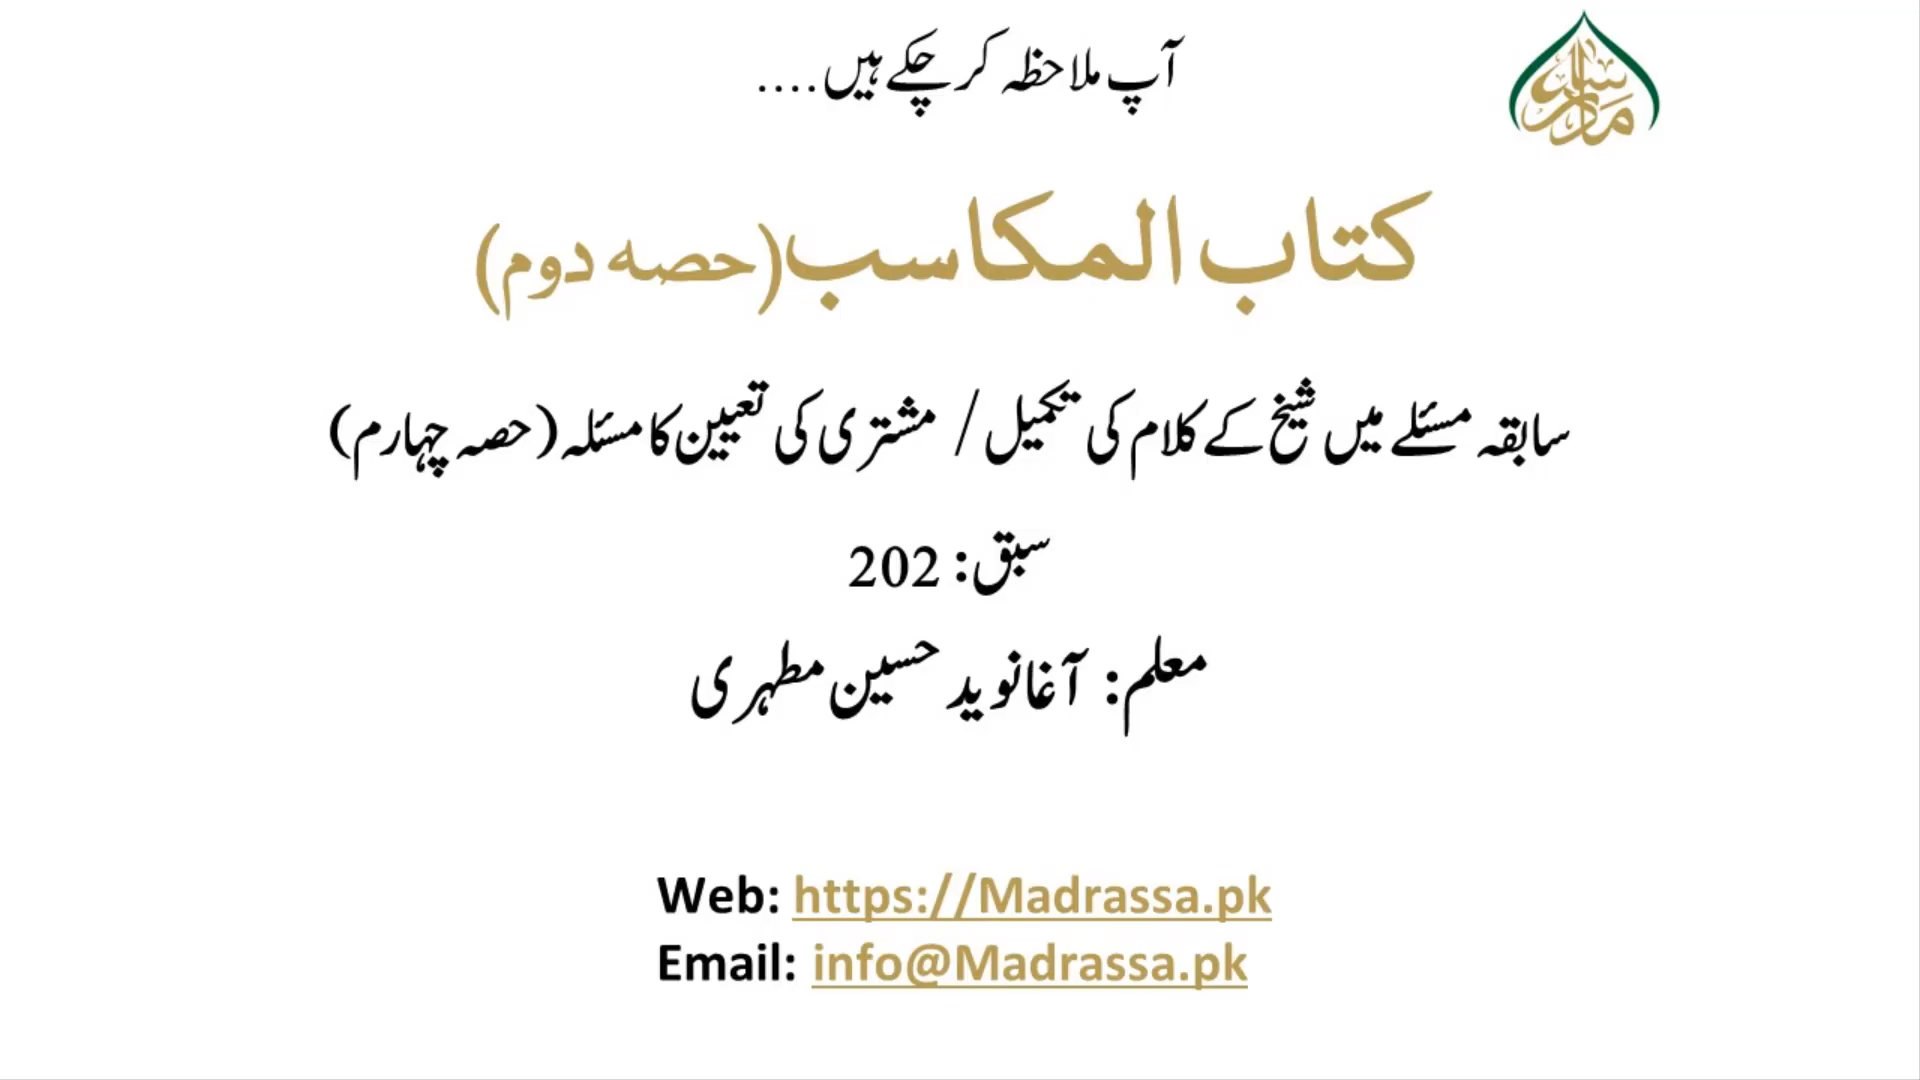 آپ ملاحظہ کر چکے ہیں....
مدرسہ
کتاب المکاسب(حصہ دوم)
سابقہ مسئلے میں شیخ کے کلام کی تکمیل / مشتری کی تعیین کا مسئلہ (حصہ چہارم)
سبق: 202
معلم: آغا نوید حسین مطہری
Web: https://Madrassa.pk
Email: info@Madrassa.pk